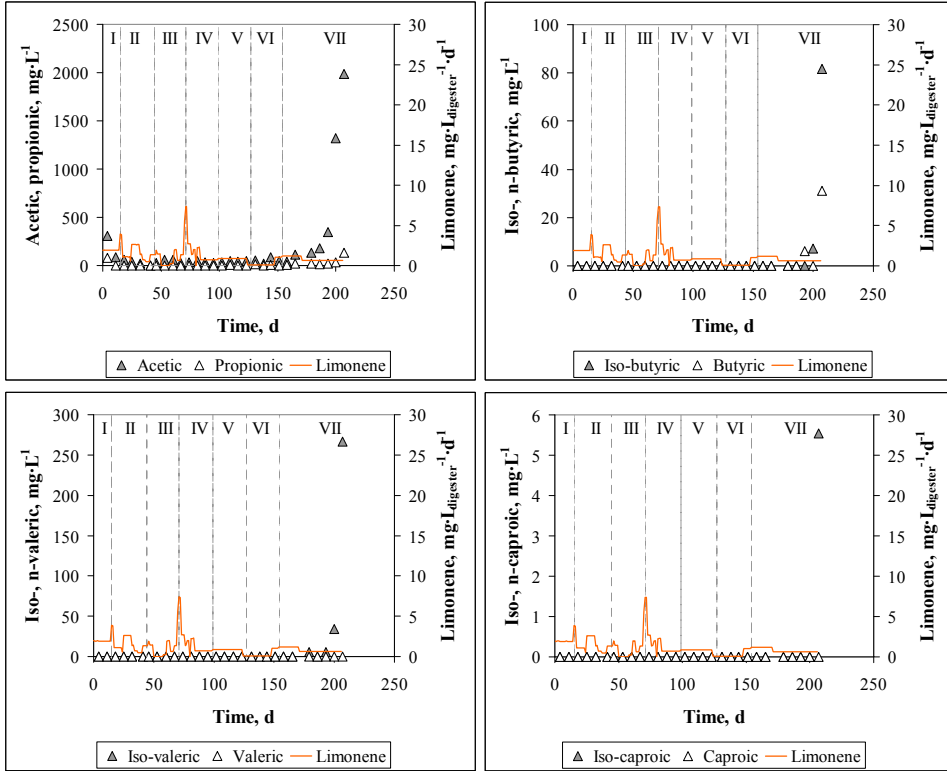 2500
2000
1500
1000
500
0
I II III IV V VI VII
30
25
20
15
10
5
0
0 50 100 150 200 250
Acetic, propionic, mg·L-1
Limonene, mg·Ldigester-1·d-1
Time, d
Acetic Propionic Limonene
100
80
60
40
20
0
I II III IV V VI VII
30
25
20
15
10
5
0
0 50 100 150 200 250
Iso-, n-butyric, mg·L-1
Limonene, mg·Ldigester-1·d-1
Time, d
Iso-butyric Butyric Limonene
300
250
200
150
100
50
0
I II III IV V VI VII
30
25
20
15
10
5
0
0 50 100 150 200 250
Iso-, n-valeric, mg·L-1
Limonene, mg·Ldigester-1·d-1
Time, d
Iso-valeric Valeric Limonene
6
5
4
3
2
1
0
I II III IV V VI VII
30
25
20
15
10
5
0
0 50 100 150 200 250
Iso-, n-caproic, mg·L-1
Limonene, mg·Ldigester-1·d-1
Time, d
Iso-caproic Caproic Limonene